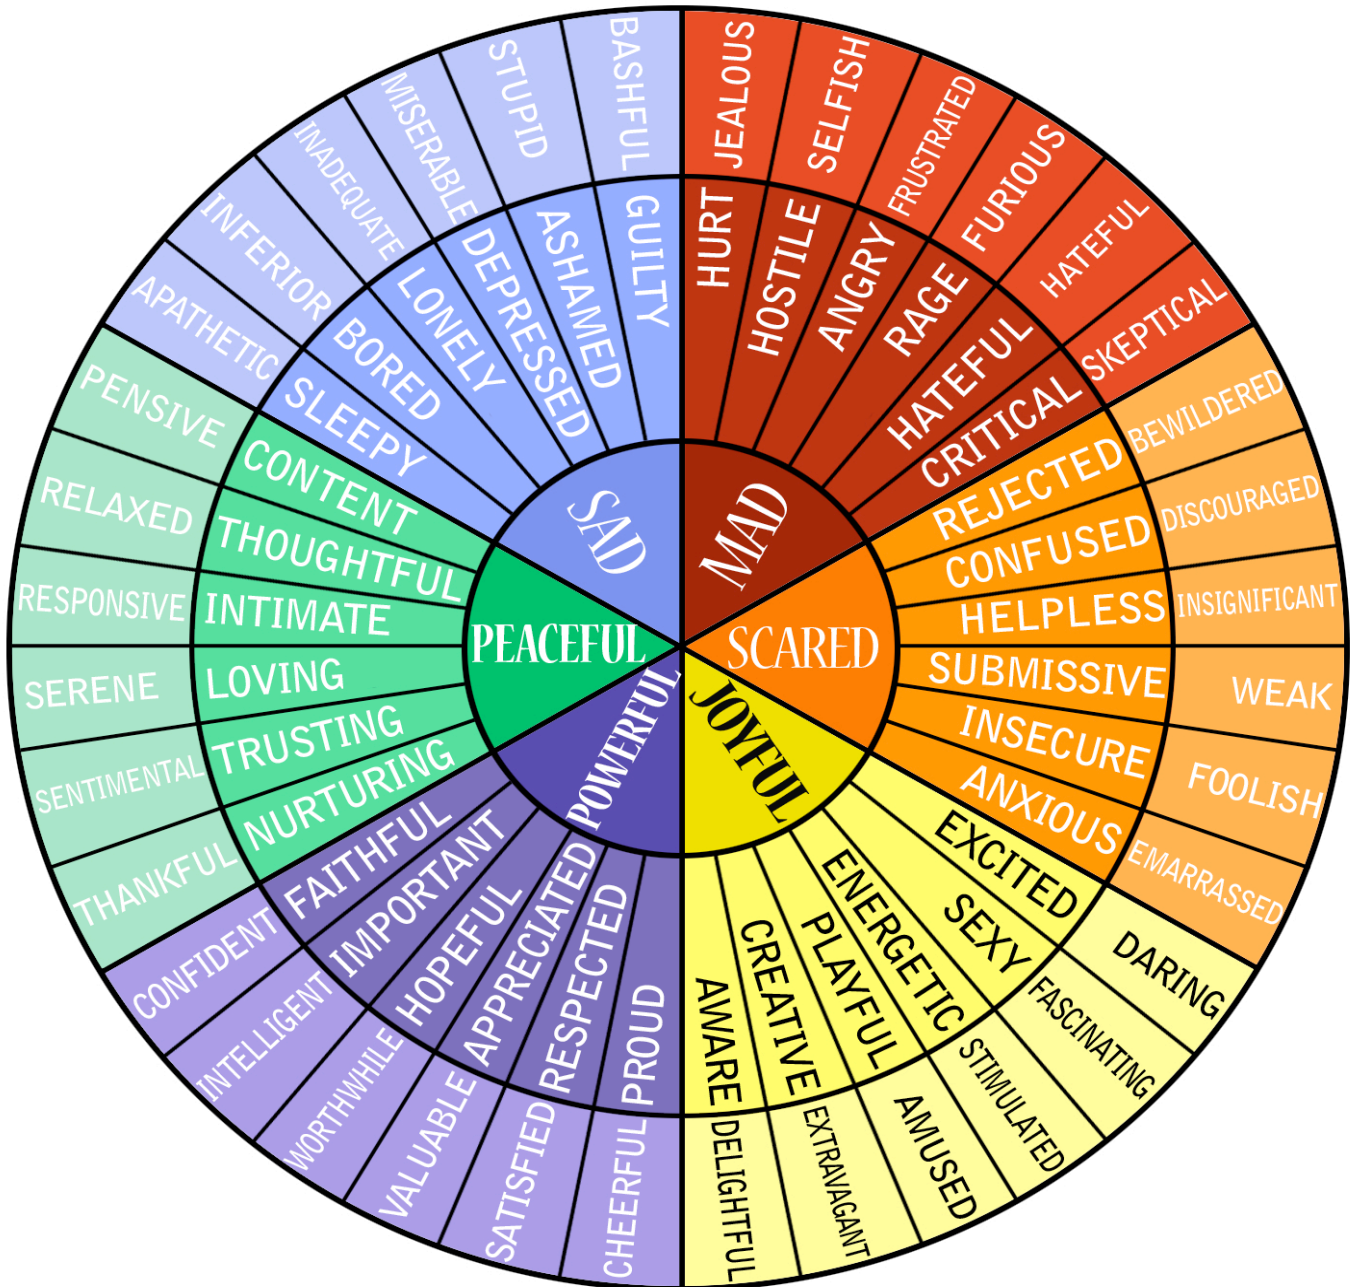 MAD
HURT
HOSTILE
ANGRY
RAGE
HATEFUL
CRITICAL
JEALOUS
SELFISH
FRUSTRATED
FURIOUS
HATEFUL
SKEPTICAL
SCARED
REJECTED
CONFUSED
HELPLESS
SUBMISSIVE
INSECURE
ANXIOUS
BEWILDERED
DISCOURAGED
INSIGNIFICANT
WEAK
FOOLISH
EMARRASSED
JOYFUL
EXCITED
SEXY
ENERGETIC
PLAYFUL
CREATIVE
AWARE
DARING
FASCINATING
STIMULATED
AMUSED
EXTRAVAGANT
DELIGHTFUL
POWERFUL
PROUD
RESPECTED
APPRECIATED
HOPEFUL
IMPORTANT
FAITHFUL
CHEERFUL
SATISFIED
VALUABLE
WORTHWHILE
INTELLIGENT
CONFIDENT
PEACEFUL
NURTURING
TRUSTING
LOVING
INTIMATE
THOUGHTFUL
CONTENT
THANKFUL
SENTIMENTAL
SERENE
RESPONSIVE
RELAXED
PENSIVE
SAD
SLEEPY
BORED
LONELY
DEPRESSED
ASHAMED
GUILTY
APATHETIC
INFERIOR
INADEQUATE
MISERABLE
STUPID
BASHFUL